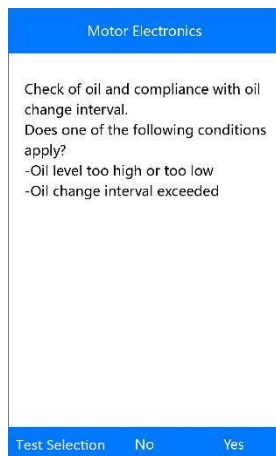 Motor Electronics
Check of oil and compliance with oil
change interval.
Does one of the following conditions
apply?
-Oil level too high or too low
-Oil change interval exceeded
Test Selection No Yes